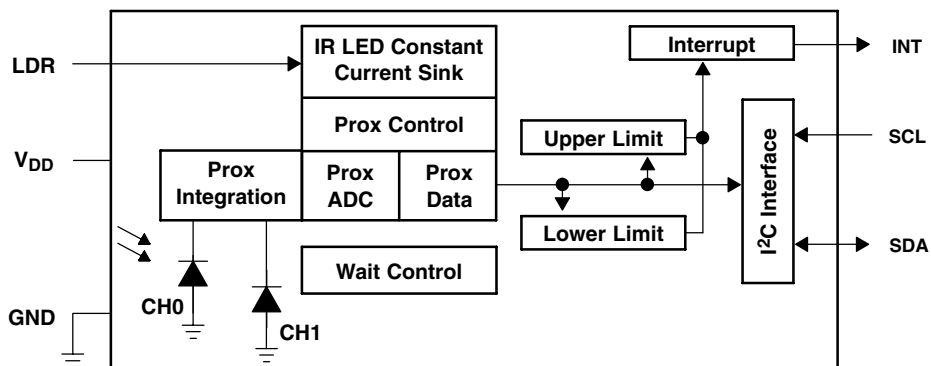 LDR
IR LED Constant
Current Sink
Interrupt
INT
Prox Control
Upper Limit
SCL
VDD
Prox
Integration
Prox
ADC
Prox
Data
I²C Interface
Lower Limit
SDA
Wait Control
CH0
GND
CH1